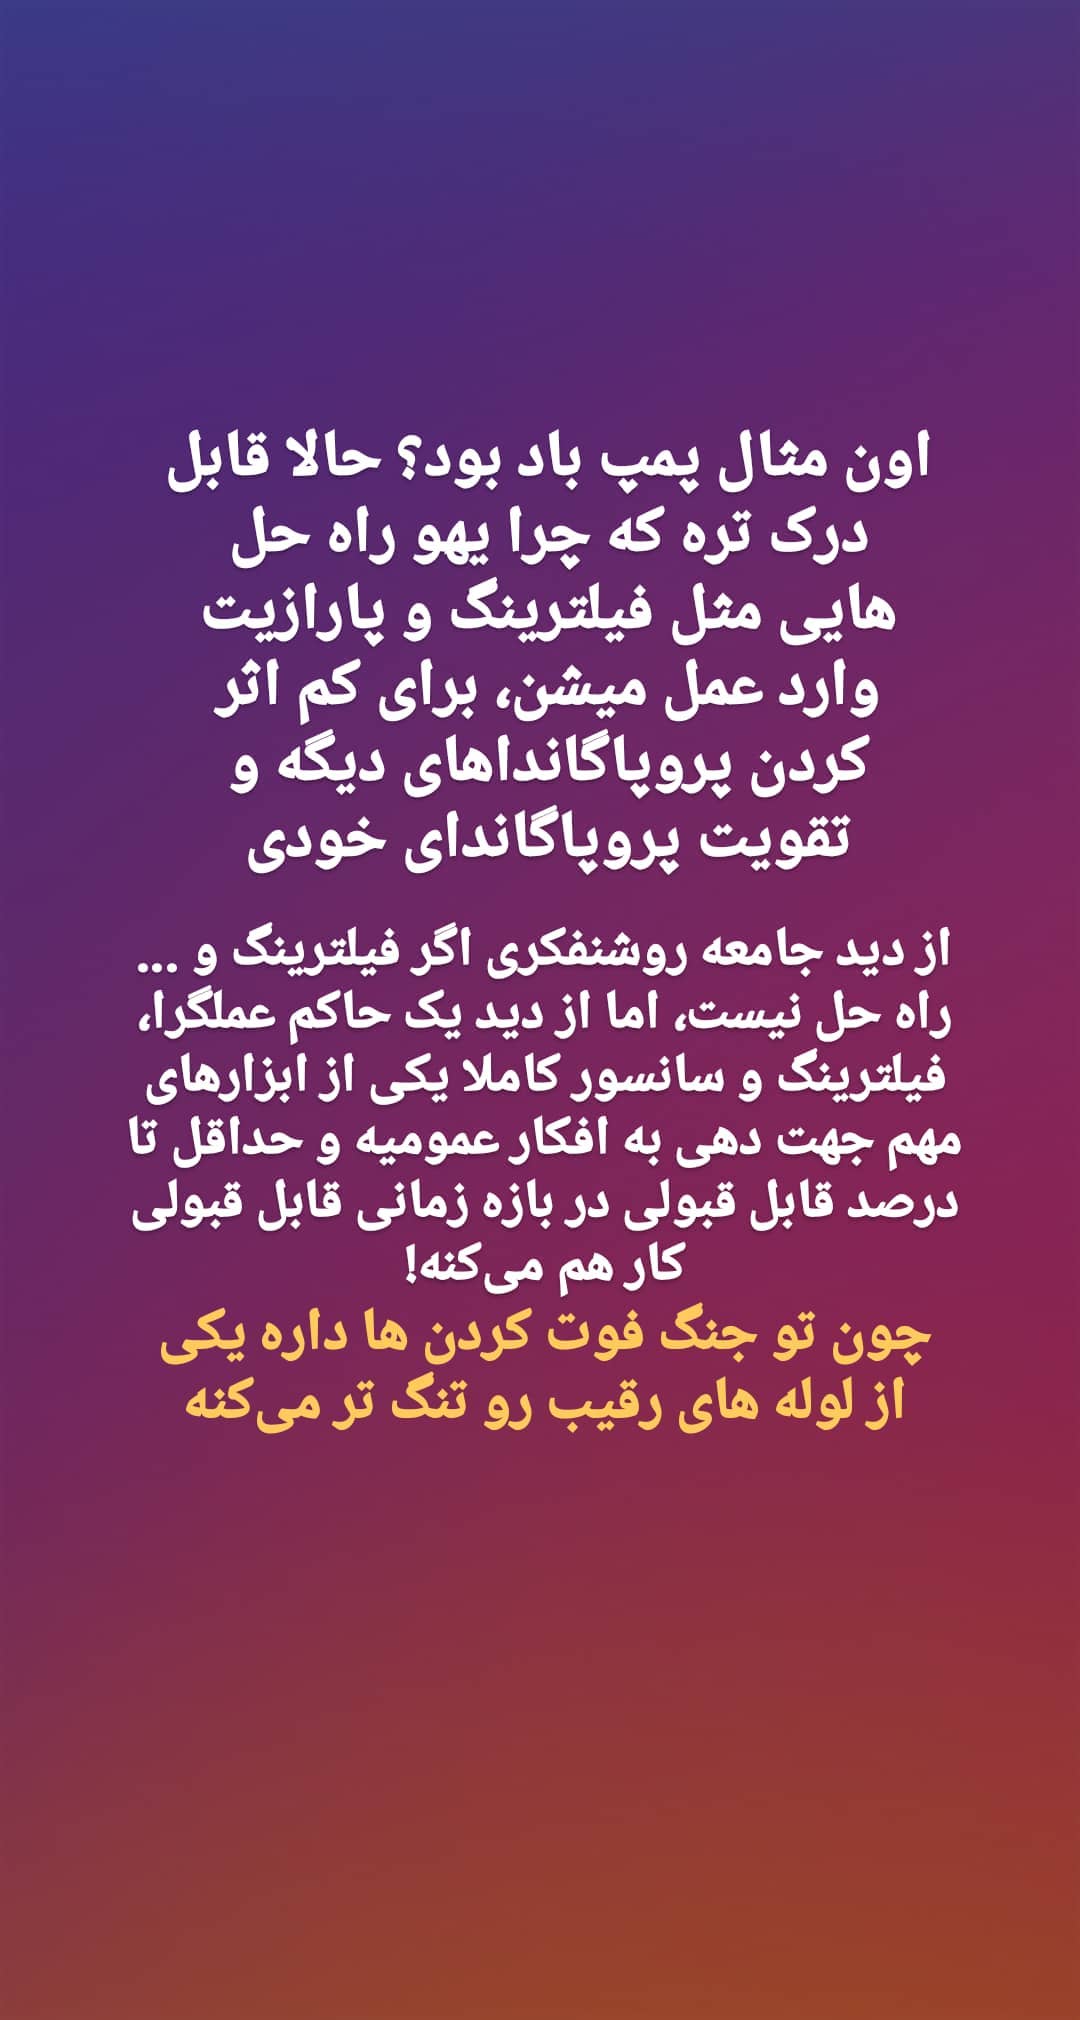 اون مثال پمپ باد بود؟ حالا قابل
درک تره که چرا یهو راه حل
هایی مثل فیلترینگ و پارازیت
وارد عمل میشن، برای کم اثر
کردن پروپاگانداهای دیگه و
تقویت پروپاگاندای خودی
از دید جامعه روشنفکری اگر فیلترینگ و ...
راه حل نیست، اما از دید یک حاکم عملگرا،
فیلترینگ و سانسور کاملا یکی از ابزارهای
مهم جهت دهی به افکار عمومیه و حداقل تا
درصد قابل قبولی در بازه زمانی قابل قبولی
کار هم می‌کنه!
چون تو جنگ فوت کردن ها داره یکی
از لوله های رقیب رو تنگ تر می‌کنه